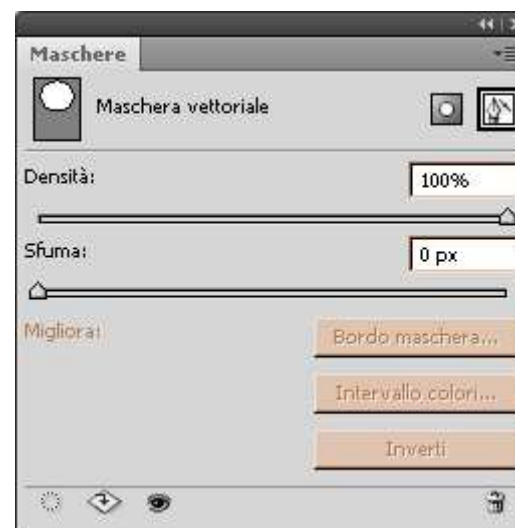 Maschere
Maschera vettoriale
Densità:
100%
Sfuma:
0 px
Migliora:
Bordo maschera...
Intervallo colori...
Inverti